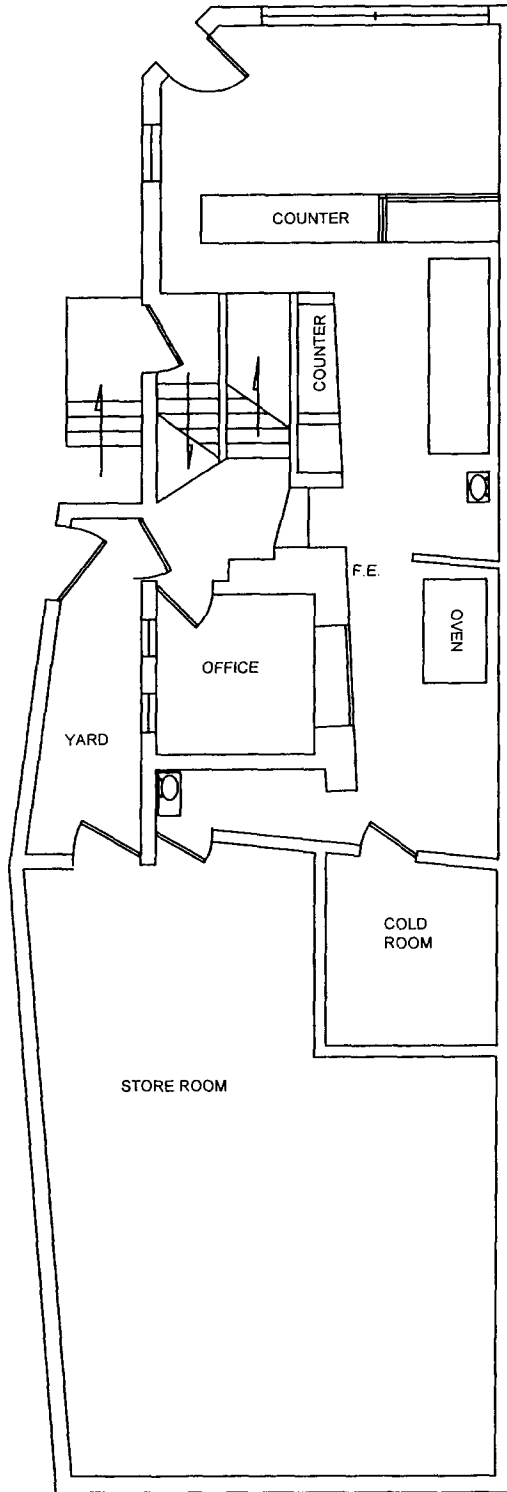 COUNTER
COUNTER
F.E.
OVEN
OFFICE
YARD
COLD
ROOM
STORE ROOM